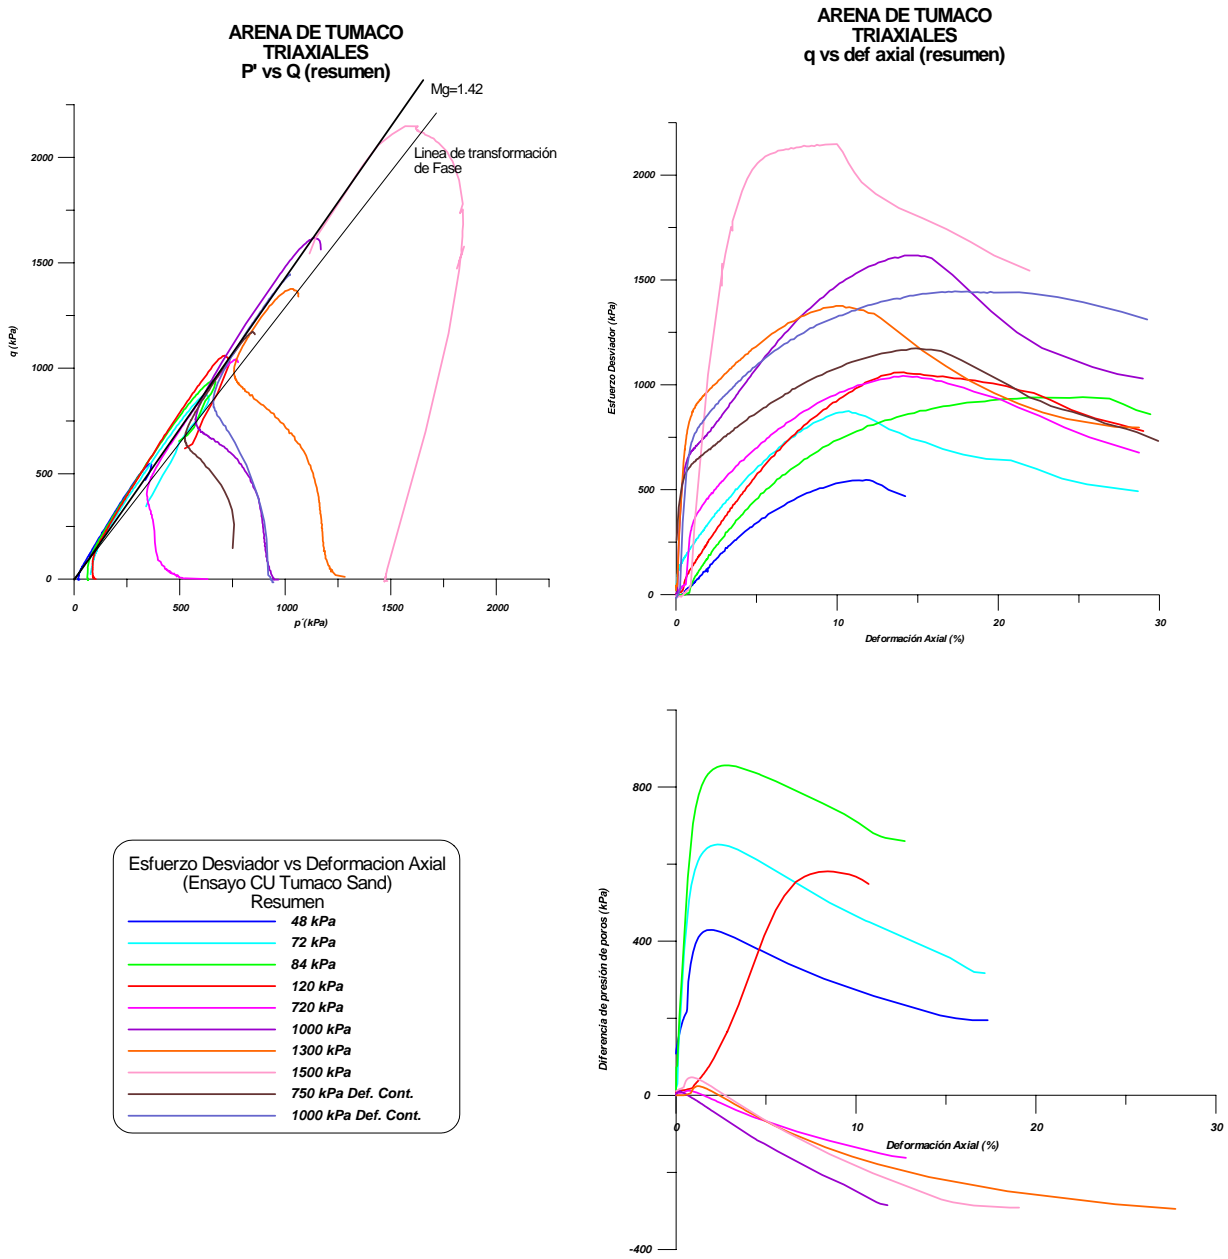 ARENA DE TUMACO
TRIAXIALES
P' vs Q (resumen)
Mg=1.42
Linea de transformación
de Fase
2000
1500
1000
500
0
q (kPa)
0
500
1000
1500
2000
p´(kPa)
ARENA DE TUMACO
TRIAXIALES
q vs def axial (resumen)
2000
1500
1000
500
0
Esfuerzo Desviador (kPa)
0
10
20
30
Deformación Axial (%)
Esfuerzo Desviador vs Deformacion Axial
(Ensayo CU Tumaco Sand)
Resumen
48 kPa
72 kPa
84 kPa
120 kPa
720 kPa
1000 kPa
1300 kPa
1500 kPa
750 kPa Def. Cont.
1000 kPa Def. Cont.
800
400
0
-400
Diferencia de presión de poros (kPa)
0
10
20
30
Deformación Axial (%)